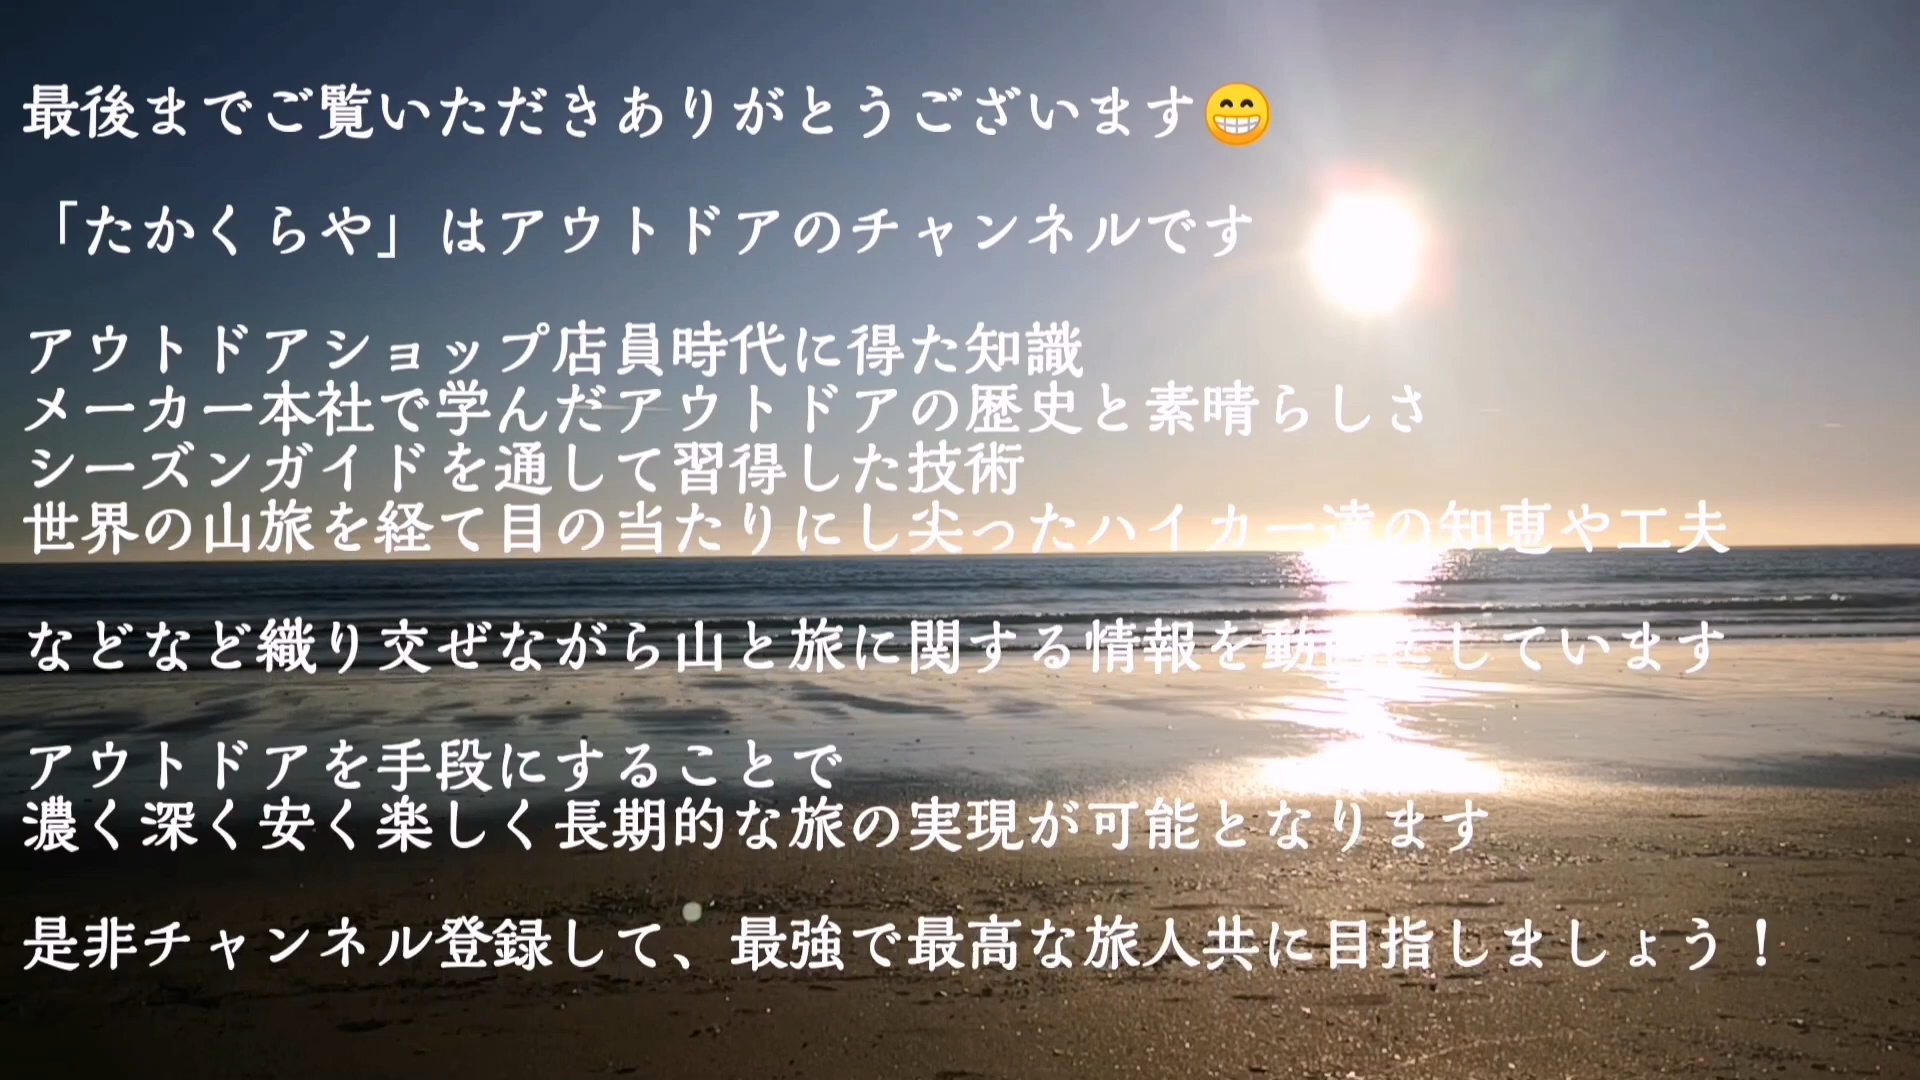 最後までご覧いただきありがとうございます😁
「たかくらや」はアウトドアのチャンネルです
アウトドアショップ店員時代に得た知識
メーカー本社で学んだアウトドアの歴史と素晴らしさ
シーズンガイドを通して習得した技術
世界の山旅を経て目の当たりにし尖ったハイカー達の知恵や工夫
などなど織り交ぜながら山と旅に関する情報を動画にしています
アウトドアを手段にすることで
濃く深く安く楽しく長期的な旅の実現が可能となります
是非チャンネル登録して、最強で最高な旅人共に目指しましょう！